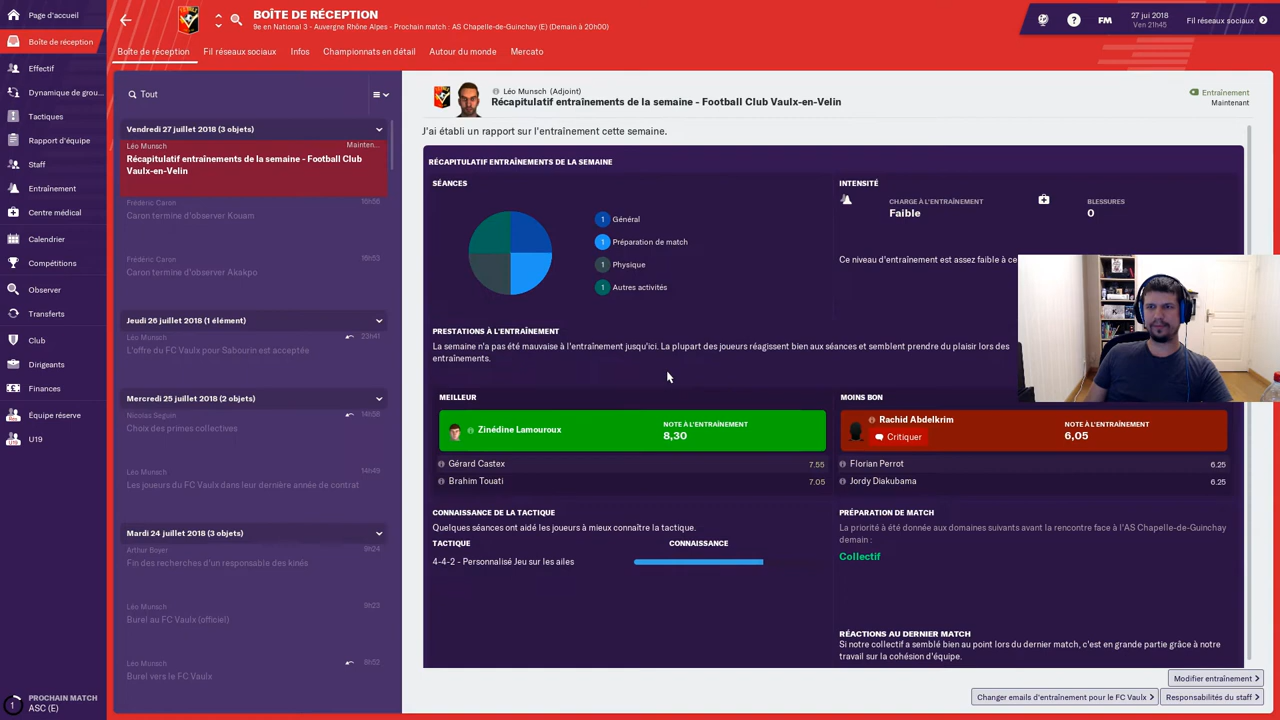 Page d'accueil
Boîte de réception
Effectif
Dynamique de grou...
Tactiques
Rapport d'équipe
Staff
Entraînement
Centre médical
Calendrier
Compétitions
Observer
Transferts
Club
Dirigeants
Finances
Équipe réserve
U19
1
PROCHAIN MATCH
ASC (E)
BOÎTE DE RÉCEPTION
9e en National 3 - Auvergne Rhône Alpes - Prochain match : AS Chapelle-de-Guinchay (E) (Demain à 20h00)
FM
27 jui 2018
Ven 21h45
Fil réseaux sociaux
Boîte de réception
Fil réseaux sociaux
Infos
Championnats en détail
Autour du monde
Mercato
Tout
Vendredi 27 juillet 2018 (3 objets)
Léo Munsch
Mainten...
Récapitulatif entraînements de la semaine - Football Club
Vaulx-en-Velin
Frédéric Caron
16h56
Caron termine d'observer Kouam
Frédéric Caron
16h53
Caron termine d'observer Akakpo
Jeudi 26 juillet 2018 (1 élément)
Léo Munsch
23h41
L'offre du FC Vaulx pour Sabourin est acceptée
Mercredi 25 juillet 2018 (2 objets)
Nicolas Seguin
Choix des primes collectives
Léo Munsch
14h49
Les joueurs du FC Vaulx dans leur dernière année de contrat
Mardi 24 juillet 2018 (3 objets)
Arthur Boyer
9h24
Fin des recherches d'un responsable des kinés
Léo Munsch
9h23
Burel au FC Vaulx (officiel)
Léo Munsch
8h52
Burel vers le FC Vaulx
Léo Munsch (Adjoint)
Récapitulatif entraînements de la semaine - Football Club Vaulx-en-Velin
Entraînement
Maintenant
J'ai établi un rapport sur l'entraînement cette semaine.
RÉCAPITULATIF ENTRAÎNEMENTS DE LA SEMAINE
SÉANCES
1 Général
1 Préparation de match
1 Physique
1 Autres activités
INTENSITÉ
CHARGE À L'ENTRAÎNEMENT
Faible
BLESSURES
0
Ce niveau d'entraînement est assez faible à ce
PRESTATIONS À L'ENTRAÎNEMENT
La semaine n'a pas été mauvaise à l'entraînement jusqu'ici. La plupart des joueurs réagissent bien aux séances et semblent prendre du plaisir lors des
entraînements.
MEILLEUR
Zinédine Lamouroux
NOTE À L'ENTRAÎNEMENT
8,30
Gérard Castex
7.55
Brahim Touati
7.05
MOINS BON
Rachid Abdelkrim
Critiquer
NOTE À L'ENTRAÎNEMENT
6,05
Florian Perrot
6.25
Jordy Diakubama
6.25
CONNAISSANCE DE LA TACTIQUE
Quelques séances ont aidé les joueurs à mieux connaître la tactique.
TACTIQUE
CONNAISSANCE
4-4-2 - Personnalisé Jeu sur les ailes
PRÉPARATION DE MATCH
La priorité à été donnée aux domaines suivants avant la rencontre face à l'AS Chapelle-de-Guinchay
demain :
Collectif
RÉACTIONS AU DERNIER MATCH
Si notre collectif a semblé bien au point lors du dernier match, c'est en grande partie grâce à notre
travail sur la cohésion d'équipe.
Modifier entraînement
Changer emails d'entraînement pour le FC Vaulx
Responsabilités du staff